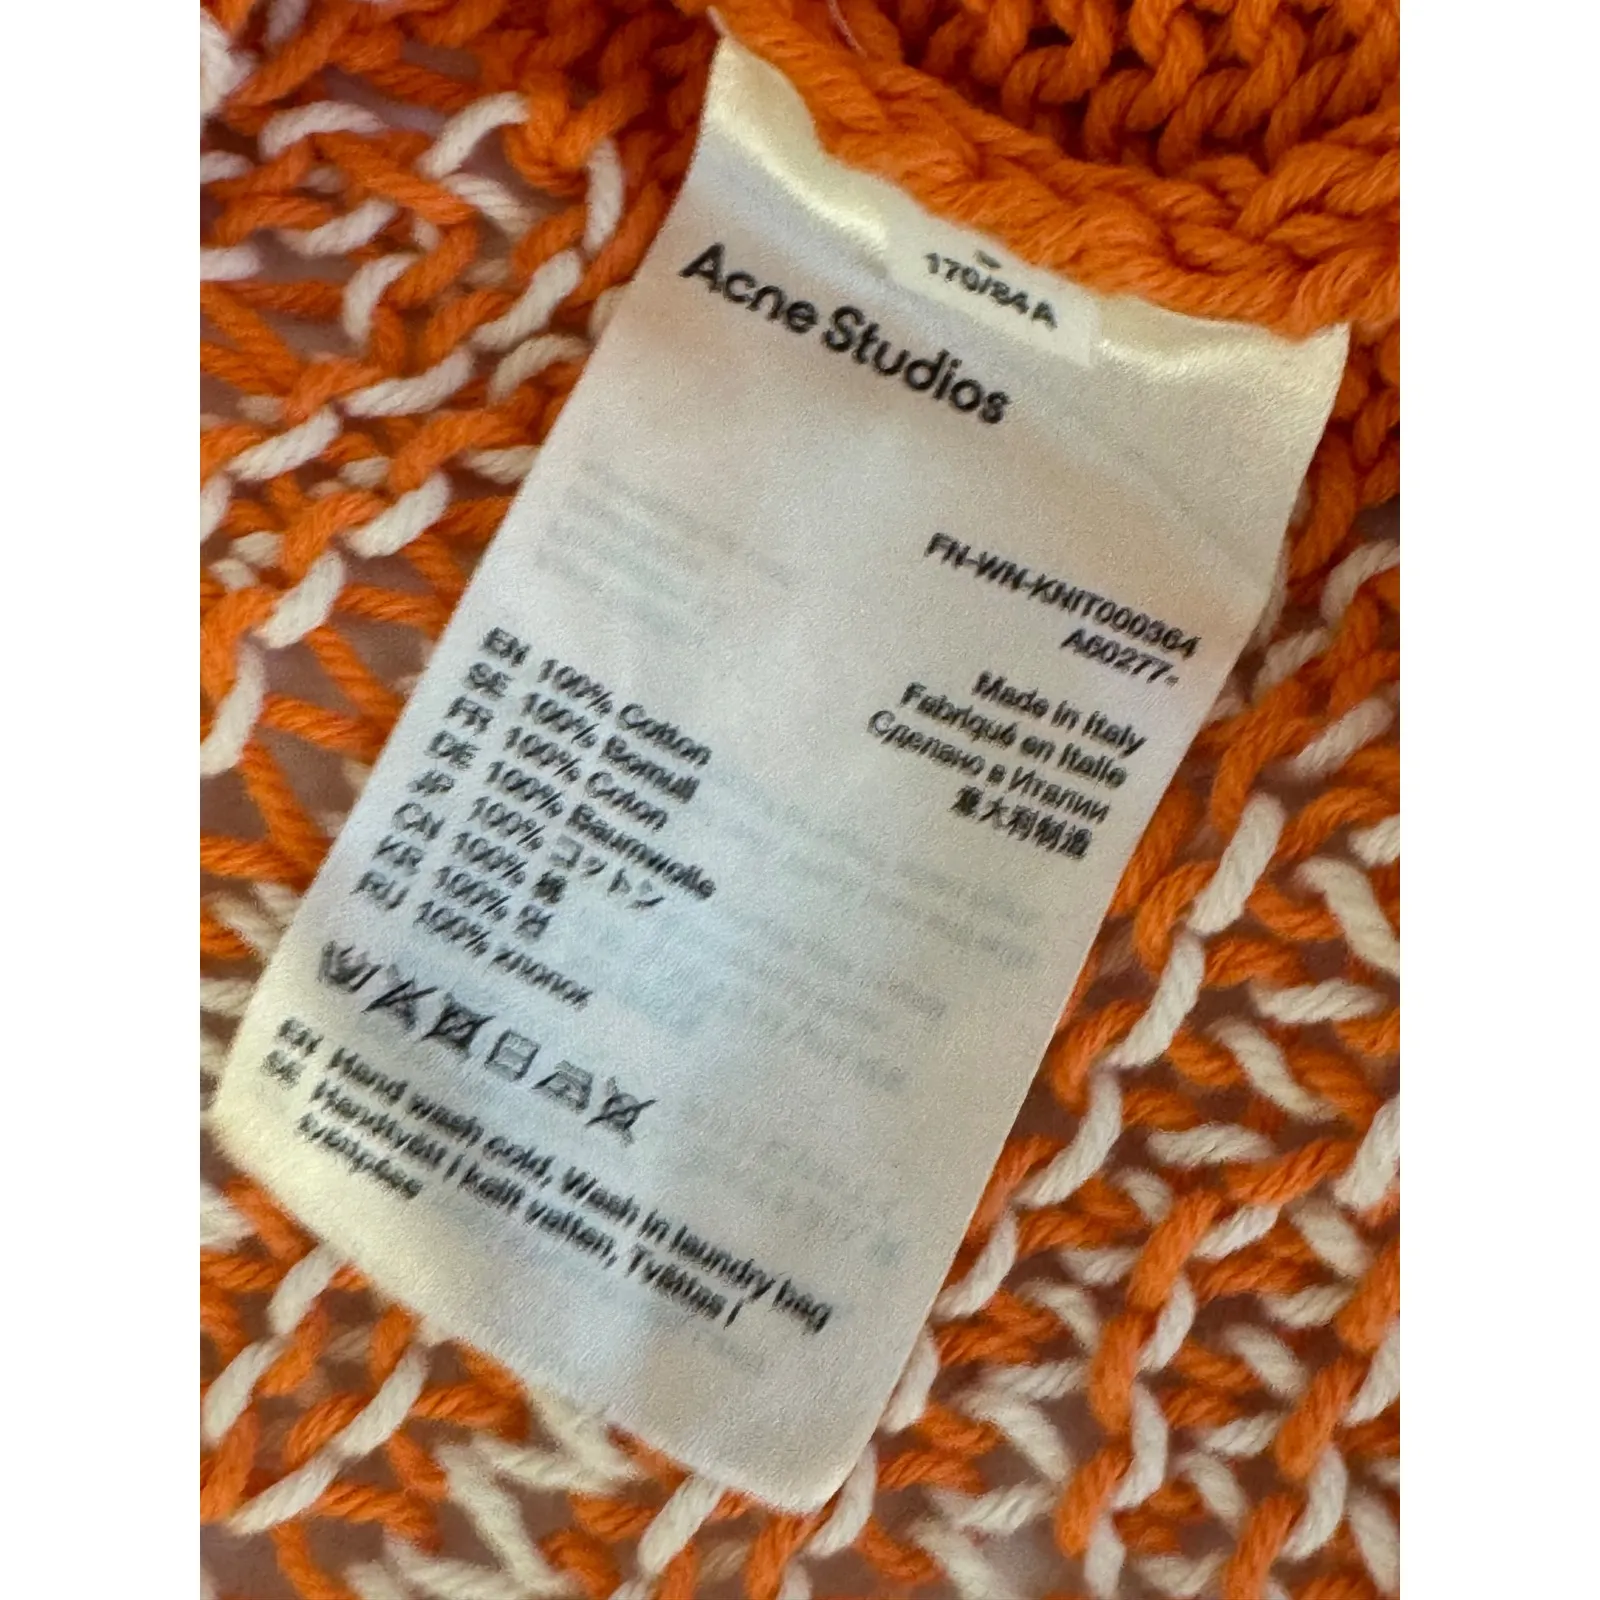 170/84A
Acne Studios
FN-WN-KNIT000364
A60277-
Made in Italy
Fabriqué en Italie
Сделано в Италии
意大利制造
EN 100% Cotton
SE 100% Bomull
FR 100% Coton
DE 100% Baumwolle
JP 100% コットン
CN 100% 棉
KR 100% 면
RU 100% хлопок
EN Hand wash cold, Wash in laundry bag
SE Handtvätt i kallt vatten, Tvättas i
tvättpåse